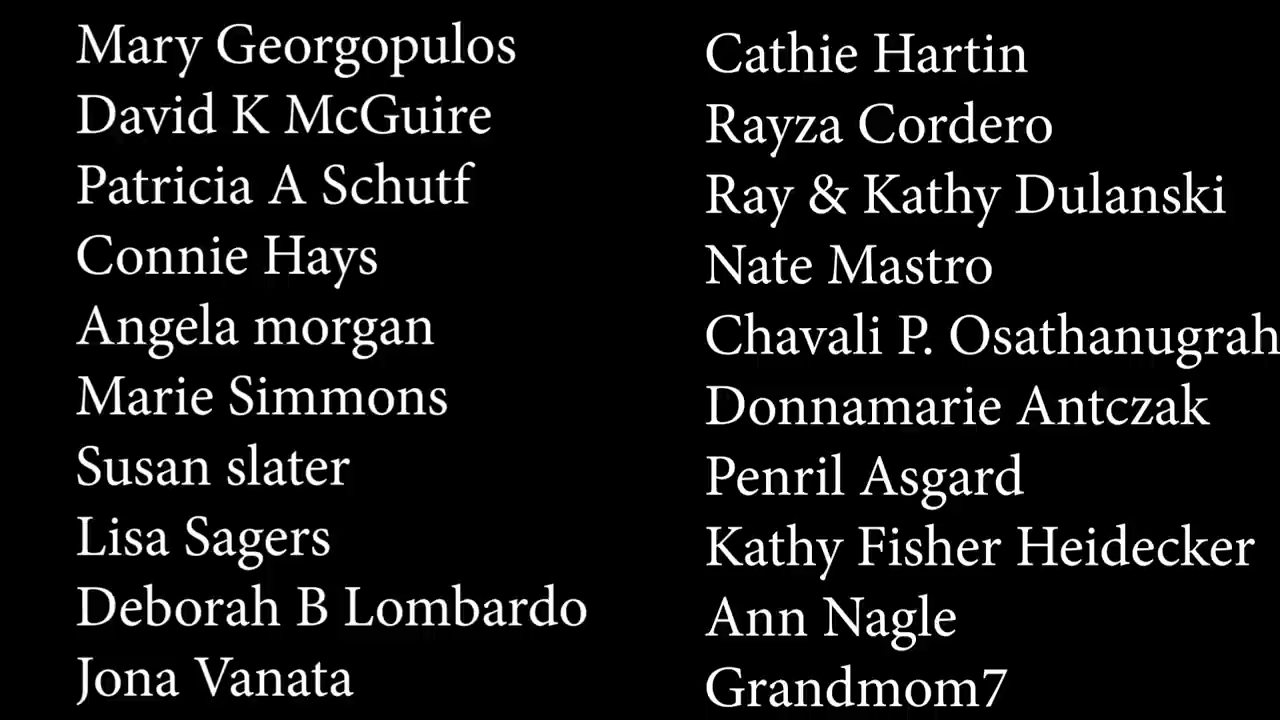 Mary Georgopulos
David K McGuire
Patricia A Schutf
Connie Hays
Angela morgan
Marie Simmons
Susan slater
Lisa Sagers
Deborah B Lombardo
Jona Vanata
Cathie Hartin
Rayza Cordero
Ray & Kathy Dulanski
Nate Mastro
Chavali P. Osathanugrah
Donnamarie Antczak
Penril Asgard
Kathy Fisher Heidecker
Ann Nagle
Grandmom7